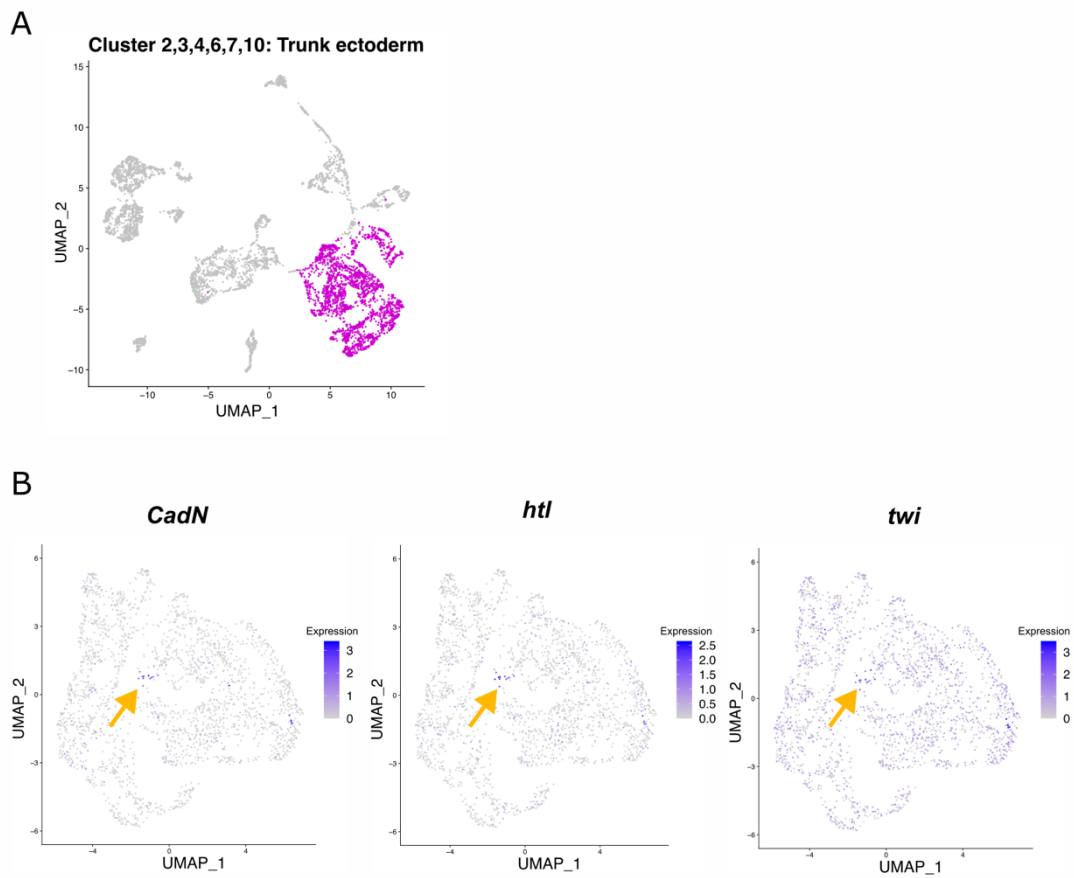 A
Cluster 2,3,4,6,7,10: Trunk ectoderm
15
10
5
0
−5
−10
UMAP_2
−10 −5 0 5 10
UMAP_1
B
CadN
6
3
0
−3
−6
UMAP_2
−4 0 4
UMAP_1
Expression
3
2
1
0
htl
6
3
0
−3
−6
UMAP_2
−4 0 4
UMAP_1
Expression
2.5
2.0
1.5
1.0
0.5
0.0
twi
6
3
0
−3
−6
UMAP_2
−4 0 4
UMAP_1
Expression
3
2
1
0